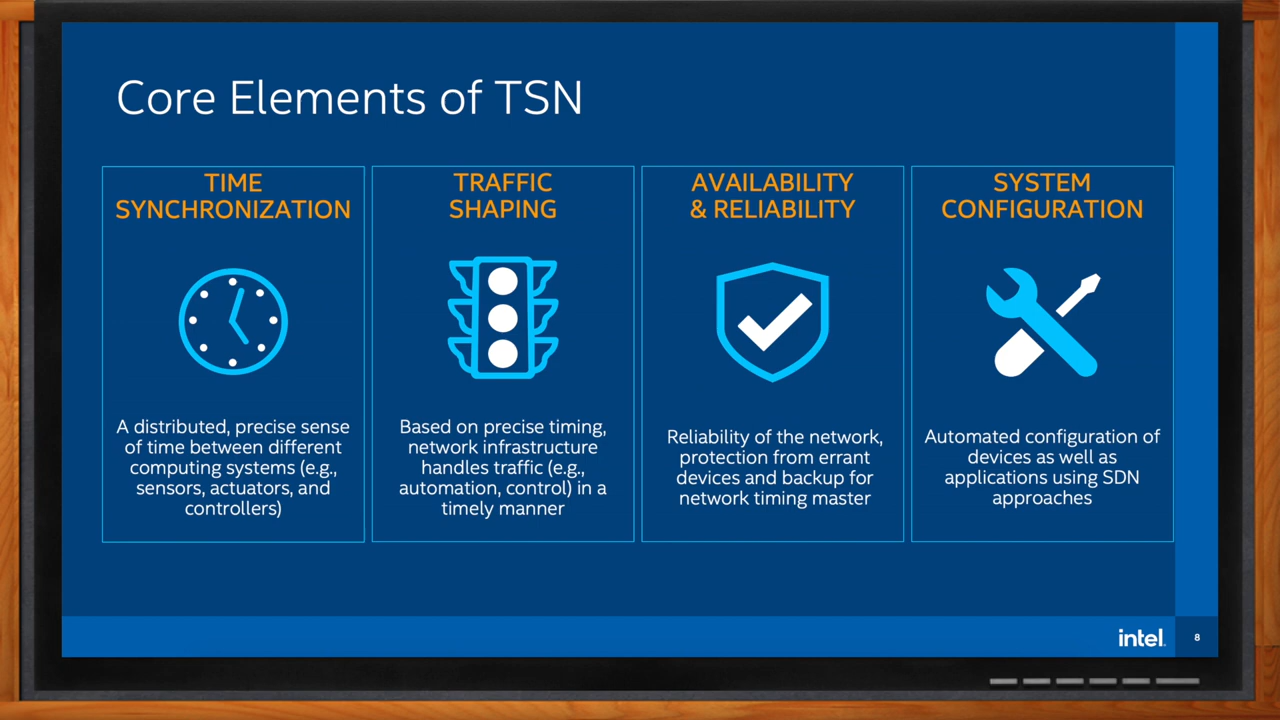 Core Elements of TSN
TIME
SYNCHRONIZATION
A distributed, precise sense
of time between different
computing systems (e.g.,
sensors, actuators, and
controllers)
TRAFFIC
SHAPING
Based on precise timing,
network infrastructure
handles traffic (e.g.,
automation, control) in a
timely manner
AVAILABILITY
& RELIABILITY
Reliability of the network,
protection from errant
devices and backup for
network timing master
SYSTEM
CONFIGURATION
Automated configuration of
devices as well as
applications using SDN
approaches
intel.
8